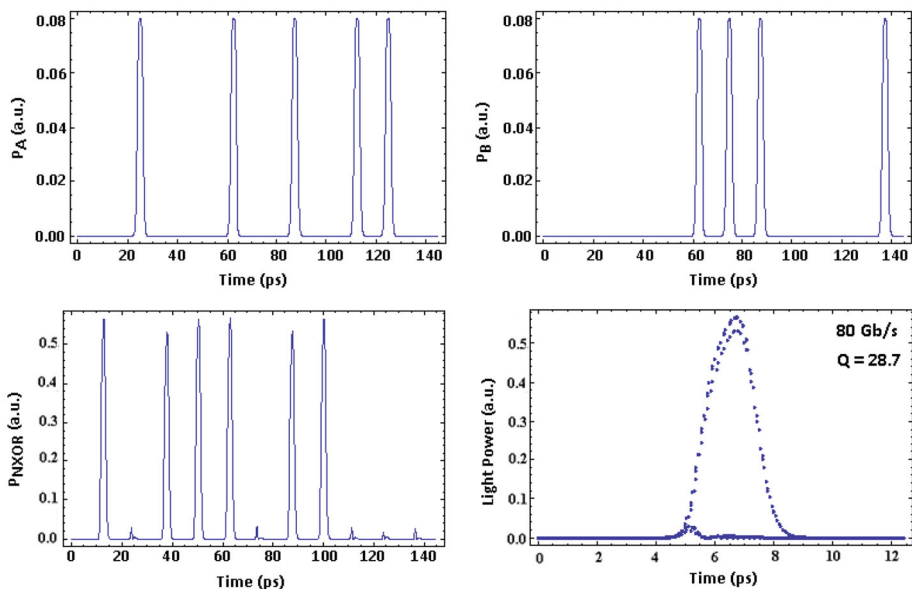 0.08
0.06
0.04
0.02
0.00
P_A (a.u.)
0 20 40 60 80 100 120 140
Time (ps)
0.08
0.06
0.04
0.02
0.00
P_B (a.u.)
0 20 40 60 80 100 120 140
Time (ps)
0.5
0.4
0.3
0.2
0.1
0.0
P_NXOR (a.u.)
0 20 40 60 80 100 120 140
Time (ps)
80 Gb/s
Q = 28.7
0.5
0.4
0.3
0.2
0.1
0.0
Light Power (a.u.)
0 2 4 6 8 10 12
Time (ps)